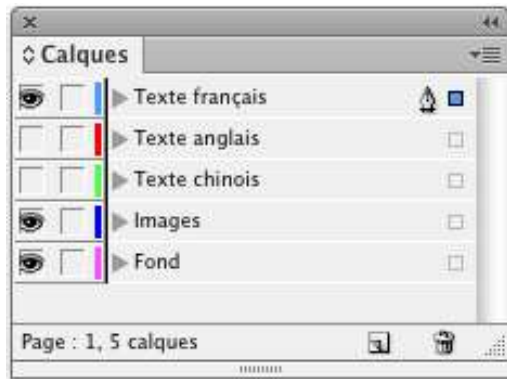 Calques
Texte français
Texte anglais
Texte chinois
Images
Fond
Page : 1, 5 calques